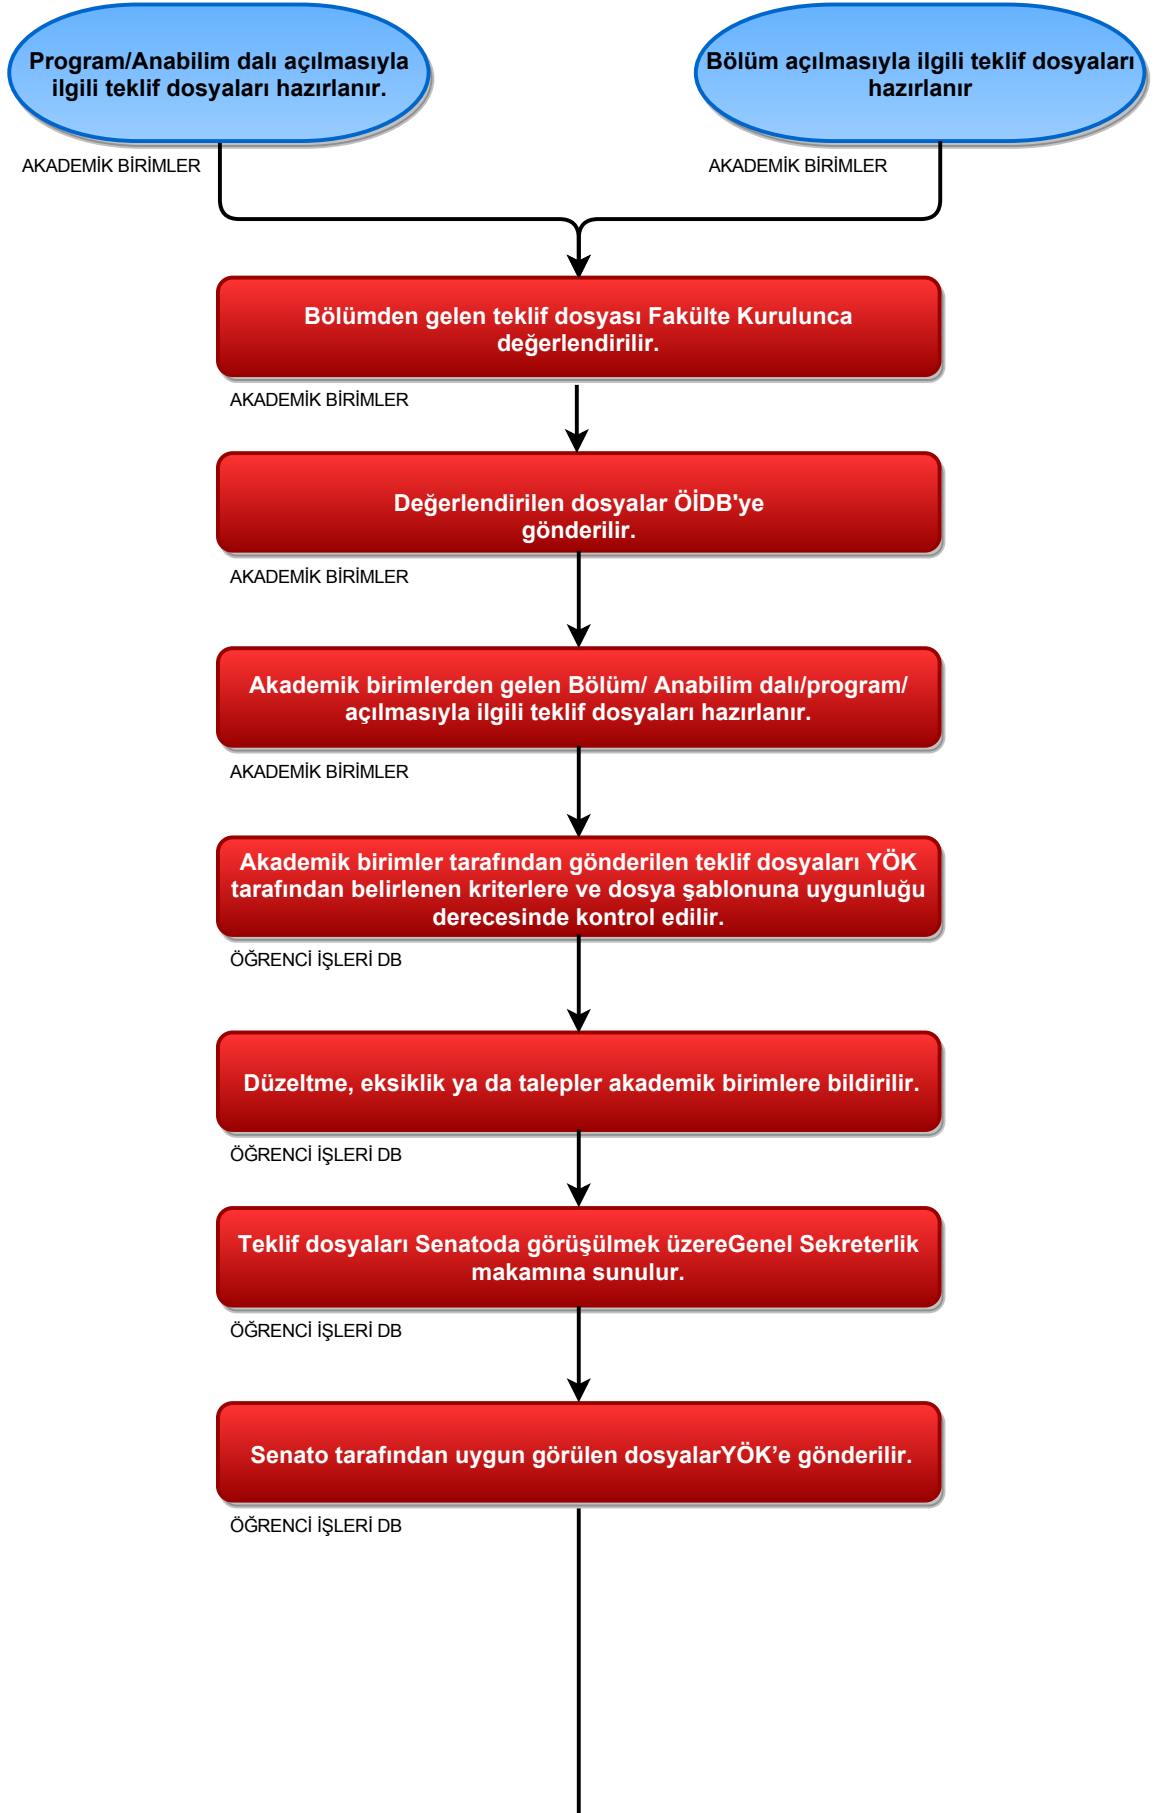 Program/Anabilim dalı açılmasıyla
ilgili teklif dosyaları hazırlanır.
Bölüm açılmasıyla ilgili teklif dosyaları
hazırlanır
AKADEMİK BİRİMLER
AKADEMİK BİRİMLER
Bölümden gelen teklif dosyası Fakülte Kurulunca
değerlendirilir.
AKADEMİK BİRİMLER
Değerlendirilen dosyalar ÖİDB'ye
gönderilir.
AKADEMİK BİRİMLER
Akademik birimlerden gelen Bölüm/ Anabilim dalı/program/
açılmasıyla ilgili teklif dosyaları hazırlanır.
AKADEMİK BİRİMLER
Akademik birimler tarafından gönderilen teklif dosyaları YÖK
tarafından belirlenen kriterlere ve dosya şablonuna uygunluğu
derecesinde kontrol edilir.
ÖĞRENCİ İŞLERİ DB
Düzeltme, eksiklik ya da talepler akademik birimlere bildirilir.
ÖĞRENCİ İŞLERİ DB
Teklif dosyaları Senatoda görüşülmek üzereGenel Sekreterlik
makamına sunulur.
ÖĞRENCİ İŞLERİ DB
Senato tarafından uygun görülen dosyalarYÖK’e gönderilir.
ÖĞRENCİ İŞLERİ DB